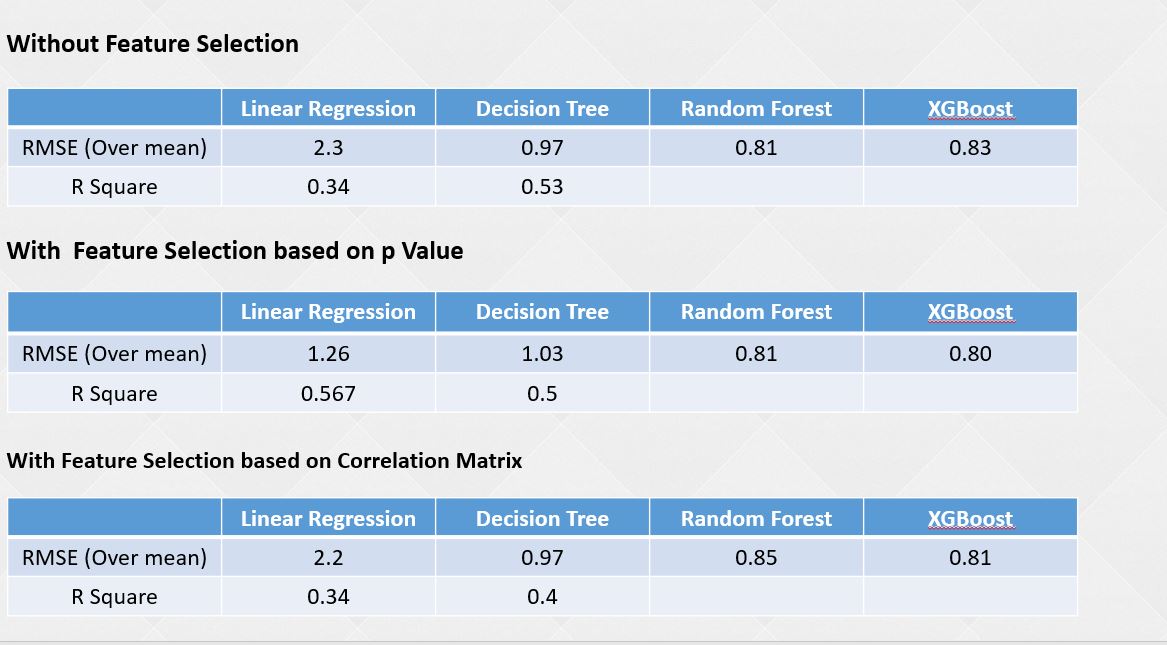 Without Feature Selection
Linear Regression Decision Tree Random Forest XGBoost
RMSE (Over mean) 2.3 0.97 0.81 0.83
R Square 0.34 0.53
With  Feature Selection based on p Value
Linear Regression Decision Tree Random Forest XGBoost
RMSE (Over mean) 1.26 1.03 0.81 0.80
R Square 0.567 0.5
With Feature Selection based on Correlation Matrix
Linear Regression Decision Tree Random Forest XGBoost
RMSE (Over mean) 2.2 0.97 0.85 0.81
R Square 0.34 0.4